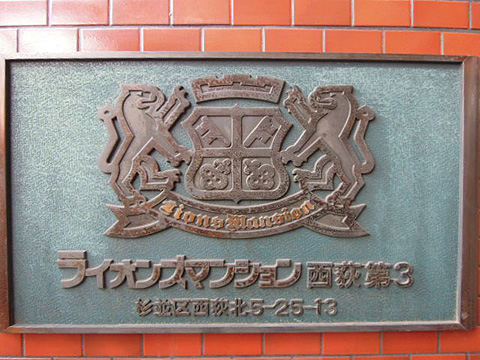 Lions Mansion
ライオンズマンション西荻第3
杉並区西荻北5-25-13